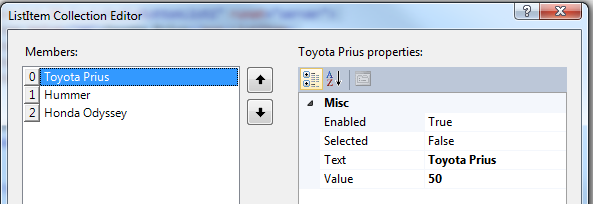 ListItem Collection Editor
Members:
Toyota Prius properties:
0 Toyota Prius
1 Hummer
2 Honda Odyssey
Misc
Enabled True
Selected False
Text Toyota Prius
Value 50